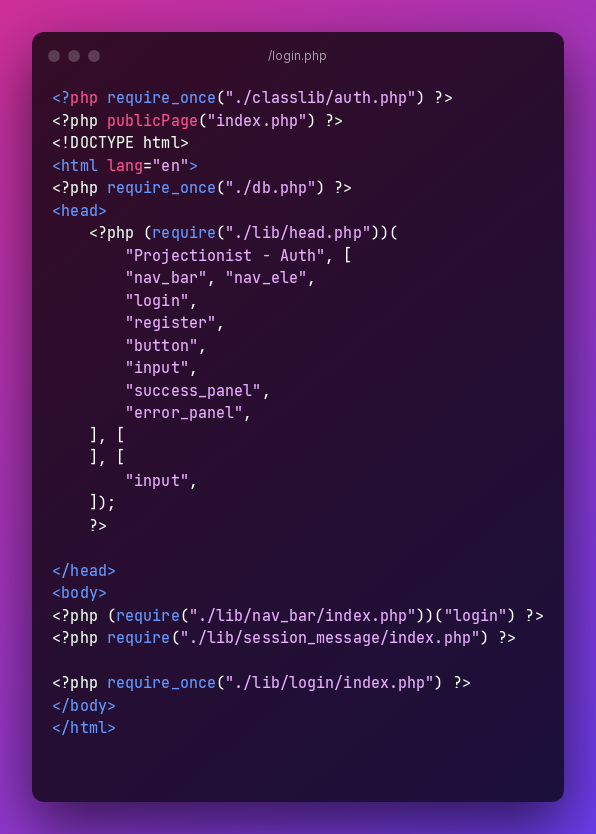 /login.php
<?php require_once("./classlib/auth.php") ?>
<?php publicPage("index.php") ?>
<!DOCTYPE html>
<html lang="en">
<?php require_once("./db.php") ?>
<head>
    <?php (require("./lib/head.php"))(
        "Projectionist - Auth", [
        "nav_bar", "nav_ele",
        "login",
        "register",
        "button",
        "input",
        "success_panel",
        "error_panel",
    ], [
    ], [
        "input",
    ]);
    ?>

</head>
<body>
<?php (require("./lib/nav_bar/index.php"))("login") ?>
<?php require("./lib/session_message/index.php") ?>

<?php require_once("./lib/login/index.php") ?>
</body>
</html>